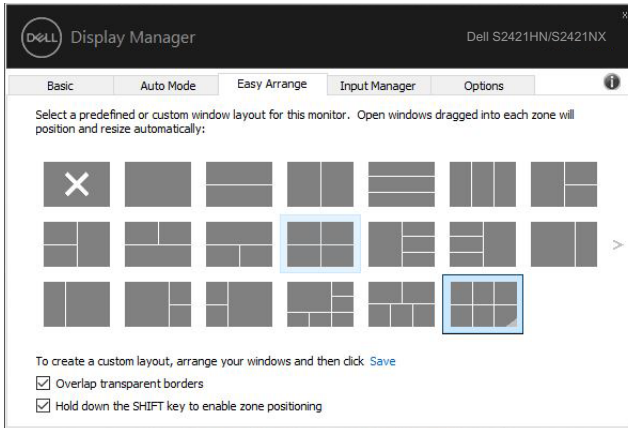 DELL Display Manager Dell S2421HN/S2421NX
Basic Auto Mode Easy Arrange Input Manager Options
Select a predefined or custom window layout for this monitor. Open windows dragged into each zone will
position and resize automatically:
To create a custom layout, arrange your windows and then click Save
Overlap transparent borders
Hold down the SHIFT key to enable zone positioning